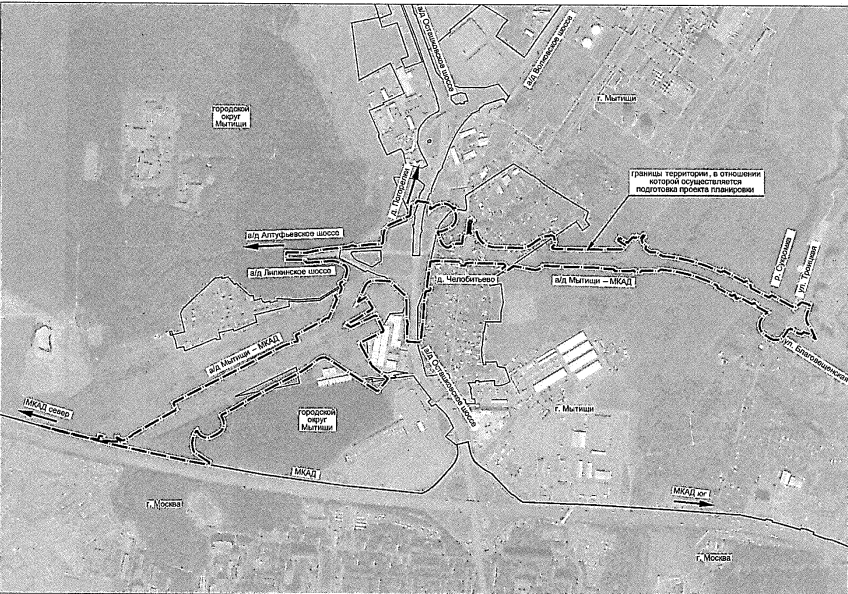 а/д Осташковское шоссе
а/д Волковское шоссе
г. Мытищи
городской
округ
Мытищи
границы территории, в отношении
которой осуществляется
подготовка проекта планировки
а/д Алтуфьевское шоссе
а/д Липкинское шоссе
д. Челобитьево
а/д Мытищи – МКАД
р. Сукромка
ул. Троицкая
ул. Благовещенская
а/д Мытищи – МКАД
а/д Осташковское шоссе
МКАД север
городской
округ
Мытищи
г. Мытищи
МКАД
МКАД юг
г. Москва
г. Москва